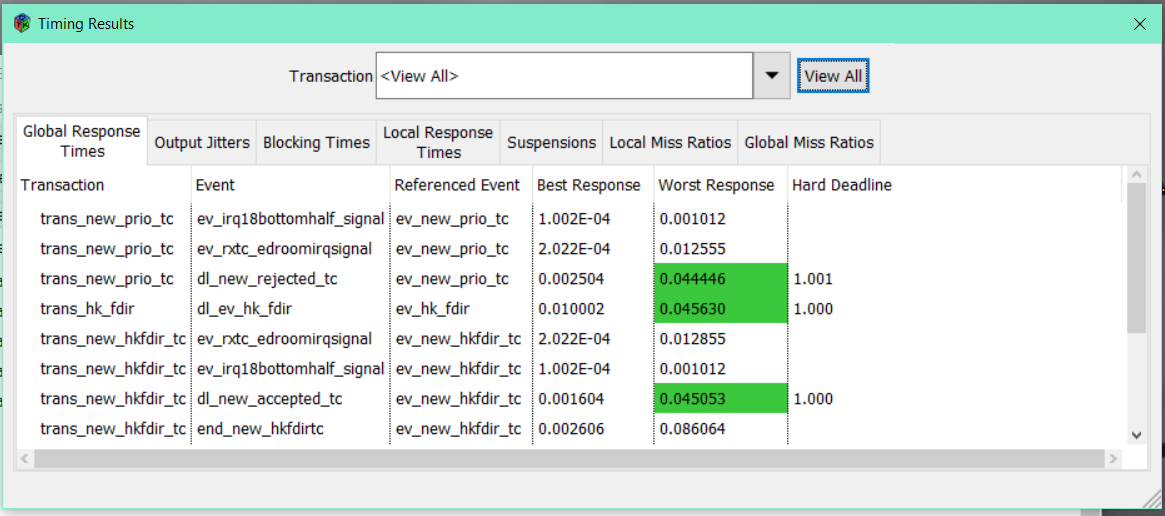 Timing Results
Transaction <View All> View All
Global Response Times Output Jitters Blocking Times Local Response Times Suspensions Local Miss Ratios Global Miss Ratios
Transaction Event Referenced Event Best Response Worst Response Hard Deadline
trans_new_prio_tc ev_irq18bottomhalf_signal ev_new_prio_tc 1.002E-04 0.001012
trans_new_prio_tc ev_rxtc_edroomirqsignal ev_new_prio_tc 2.022E-04 0.012555
trans_new_prio_tc dl_new_rejected_tc ev_new_prio_tc 0.002504 0.044446 1.001
trans_hk_fdir dl_ev_hk_fdir ev_hk_fdir 0.010002 0.045630 1.000
trans_new_hkfdir_tc ev_rxtc_edroomirqsignal ev_new_hkfdir_tc 2.022E-04 0.012855
trans_new_hkfdir_tc ev_irq18bottomhalf_signal ev_new_hkfdir_tc 1.002E-04 0.001012
trans_new_hkfdir_tc dl_new_accepted_tc ev_new_hkfdir_tc 0.001604 0.045053 1.000
trans_new_hkfdir_tc end_new_hkfdirtc ev_new_hkfdir_tc 0.002606 0.086064